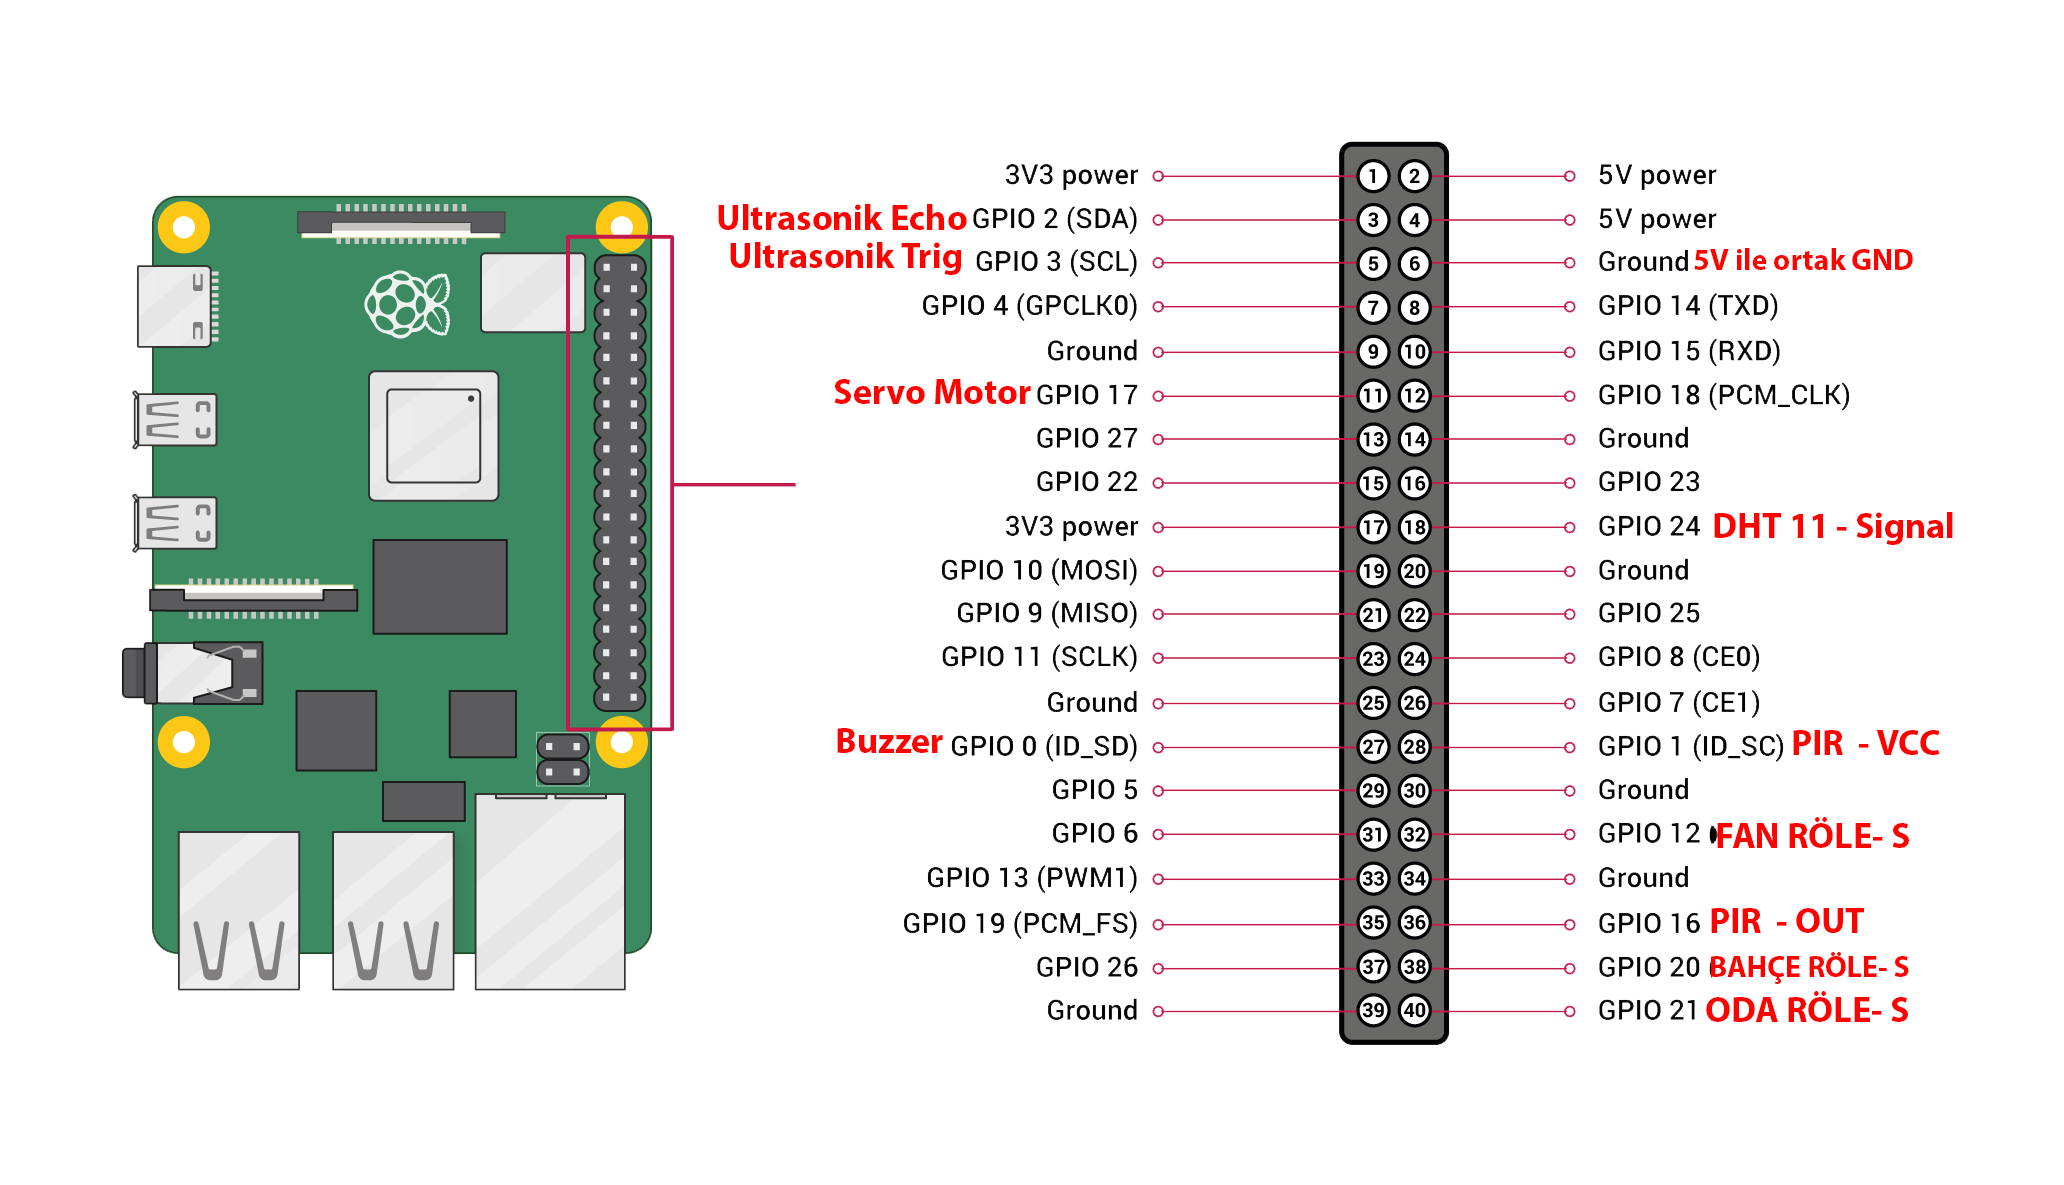 3V3 power 1 2 5V power
Ultrasonik Echo GPIO 2 (SDA) 3 4 5V power
Ultrasonik Trig GPIO 3 (SCL) 5 6 Ground 5V ile ortak GND
GPIO 4 (GPCLK0) 7 8 GPIO 14 (TXD)
Ground 9 10 GPIO 15 (RXD)
Servo Motor GPIO 17 11 12 GPIO 18 (PCM_CLK)
GPIO 27 13 14 Ground
GPIO 22 15 16 GPIO 23
3V3 power 17 18 GPIO 24 DHT 11 - Signal
GPIO 10 (MOSI) 19 20 Ground
GPIO 9 (MISO) 21 22 GPIO 25
GPIO 11 (SCLK) 23 24 GPIO 8 (CE0)
Ground 25 26 GPIO 7 (CE1)
Buzzer GPIO 0 (ID_SD) 27 28 GPIO 1 (ID_SC) PIR - VCC
GPIO 5 29 30 Ground
GPIO 6 31 32 GPIO 12 FAN RÖLE- S
GPIO 13 (PWM1) 33 34 Ground
GPIO 19 (PCM_FS) 35 36 GPIO 16 PIR - OUT
GPIO 26 37 38 GPIO 20 BAHÇE RÖLE- S
Ground 39 40 GPIO 21 ODA RÖLE- S